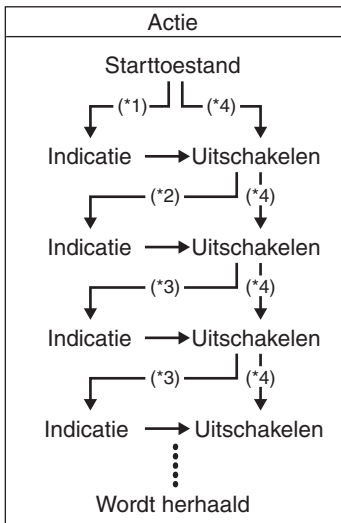 Actie
Starttoestand
(*1) (*4)
Indicatie Uitschakelen
(*2) (*4)
Indicatie Uitschakelen
(*3) (*4)
Indicatie Uitschakelen
(*3) (*4)
Indicatie Uitschakelen
Wordt herhaald